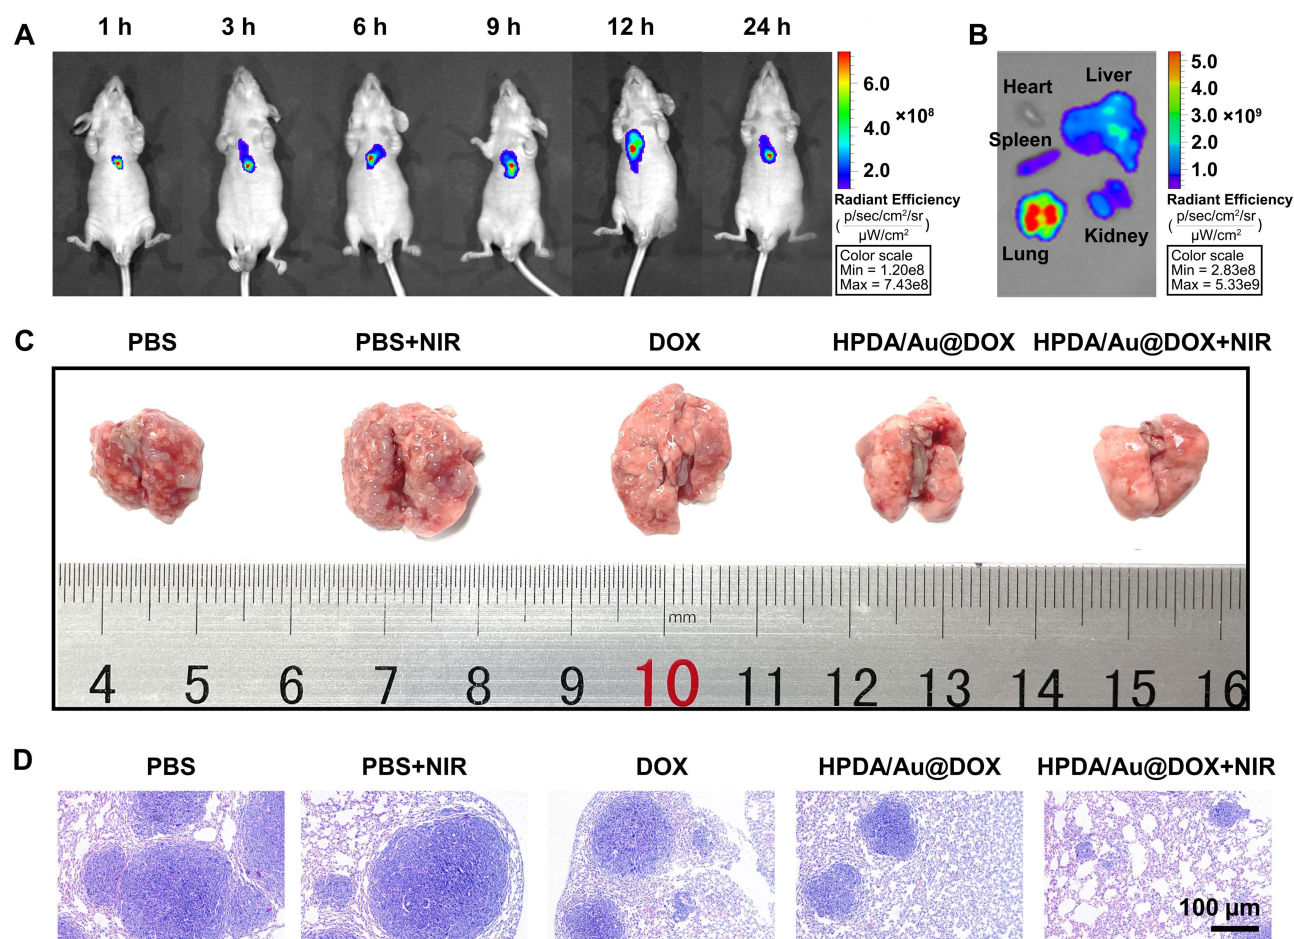 A
1 h 3 h 6 h 9 h 12 h 24 h
6.0
4.0 ×10⁸
2.0
Radiant Efficiency
( p/sec/cm²/sr )
µW/cm²
Color scale
Min = 1.20e8
Max = 7.43e8
B
Heart Liver
Spleen
Lung Kidney
5.0
4.0
3.0 ×10⁹
2.0
1.0
Radiant Efficiency
( p/sec/cm²/sr )
µW/cm²
Color scale
Min = 2.83e8
Max = 5.33e9
C
PBS PBS+NIR DOX HPDA/Au@DOX HPDA/Au@DOX+NIR
mm
4 5 6 7 8 9 10 11 12 13 14 15 16
D
PBS PBS+NIR DOX HPDA/Au@DOX HPDA/Au@DOX+NIR
100 µm